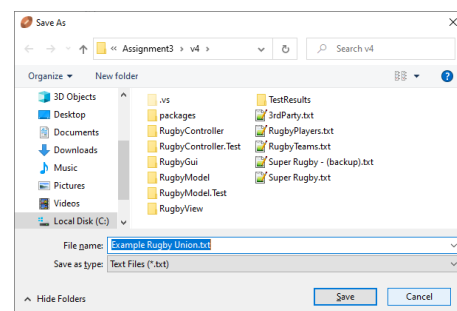 Save As
« Assignment3 › v4 ›
Search v4
Organize
New folder
3D Objects
Desktop
Documents
Downloads
Music
Pictures
Videos
Local Disk (C:)
.vs
packages
RugbyController
RugbyController.Test
RugbyGui
RugbyModel
RugbyModel.Test
RugbyView
TestResults
3rdParty.txt
RugbyPlayers.txt
RugbyTeams.txt
Super Rugby - (backup).txt
Super Rugby.txt
File name: Example Rugby Union.txt
Save as type: Text Files (*.txt)
Hide Folders
Save
Cancel